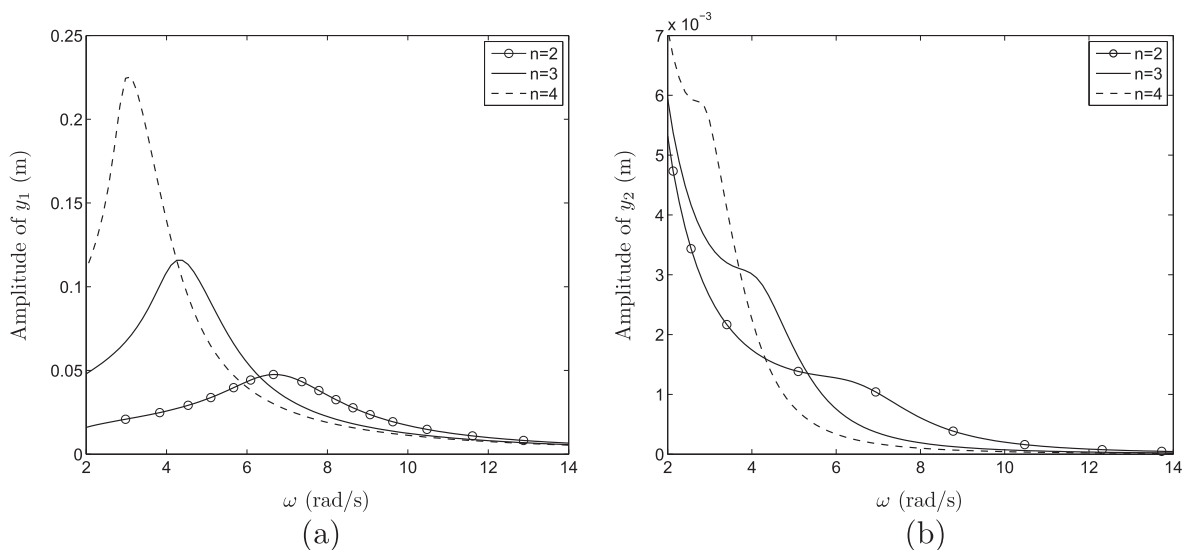 0.25
0.2
0.15
0.1
0.05
0
2 4 6 8 10 12 14
Amplitude of y₁ (m)
ω (rad/s)
n=2
n=3
n=4
(a)
7 x 10⁻³
6
5
4
3
2
1
0
2 4 6 8 10 12 14
Amplitude of y₂ (m)
ω (rad/s)
n=2
n=3
n=4
(b)